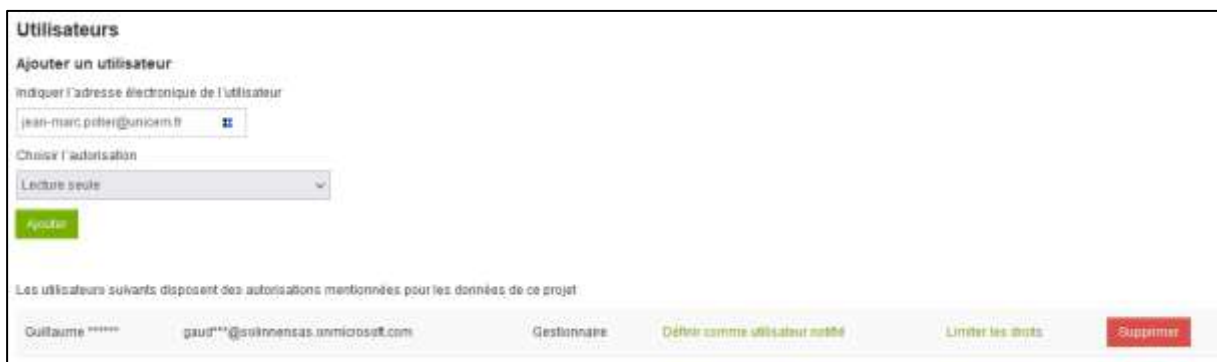 Utilisateurs
Ajouter un utilisateur
Indiquer l'adresse électronique de l'utilisateur
jean-marc.potier@unicem.fr
Choisir l'autorisation
Lecture seule
Ajouter
Les utilisateurs suivants disposent des autorisations mentionnées pour les données de ce projet
Guillaume ****** gaud***@solinnensas.onmicrosoft.com Gestionnaire Définir comme utilisateur notifié Limiter les droits Supprimer